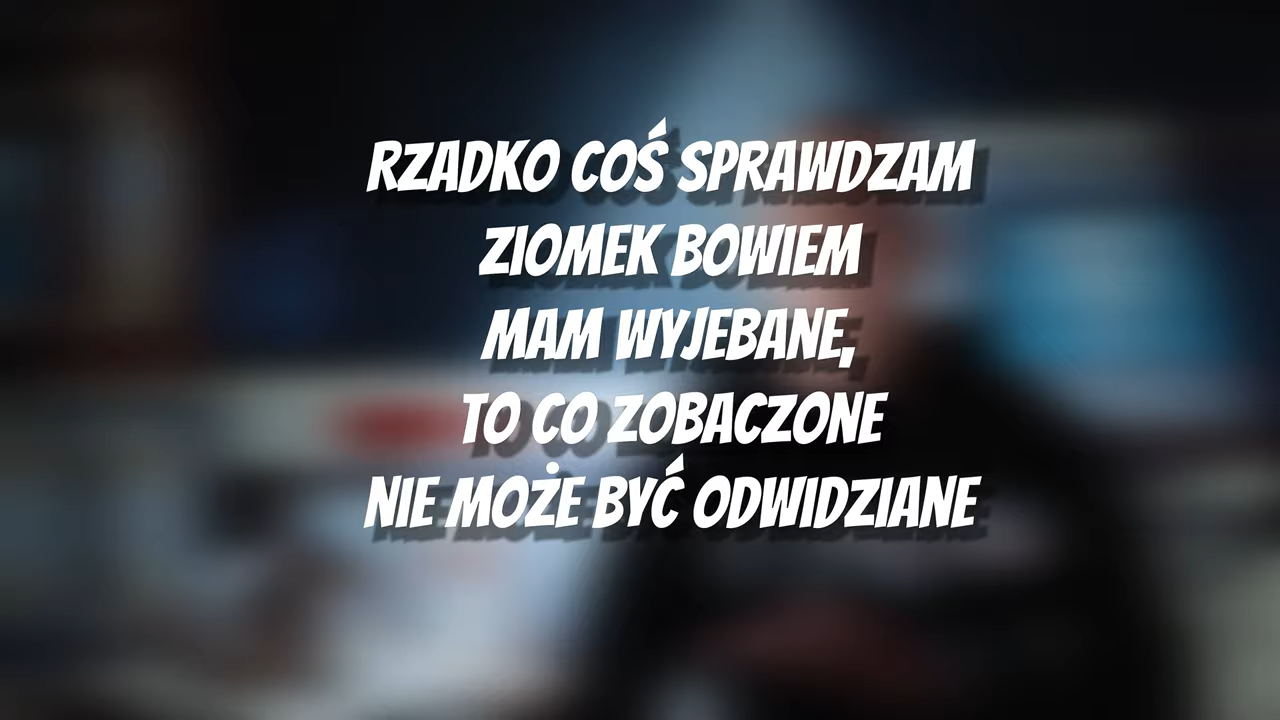 RZADKO COŚ SPRAWDZAM
ZIOMEK BOWIEM
MAM WYJEBANE,
TO CO ZOBACZONE
NIE MOŻE BYĆ ODWIDZIANE